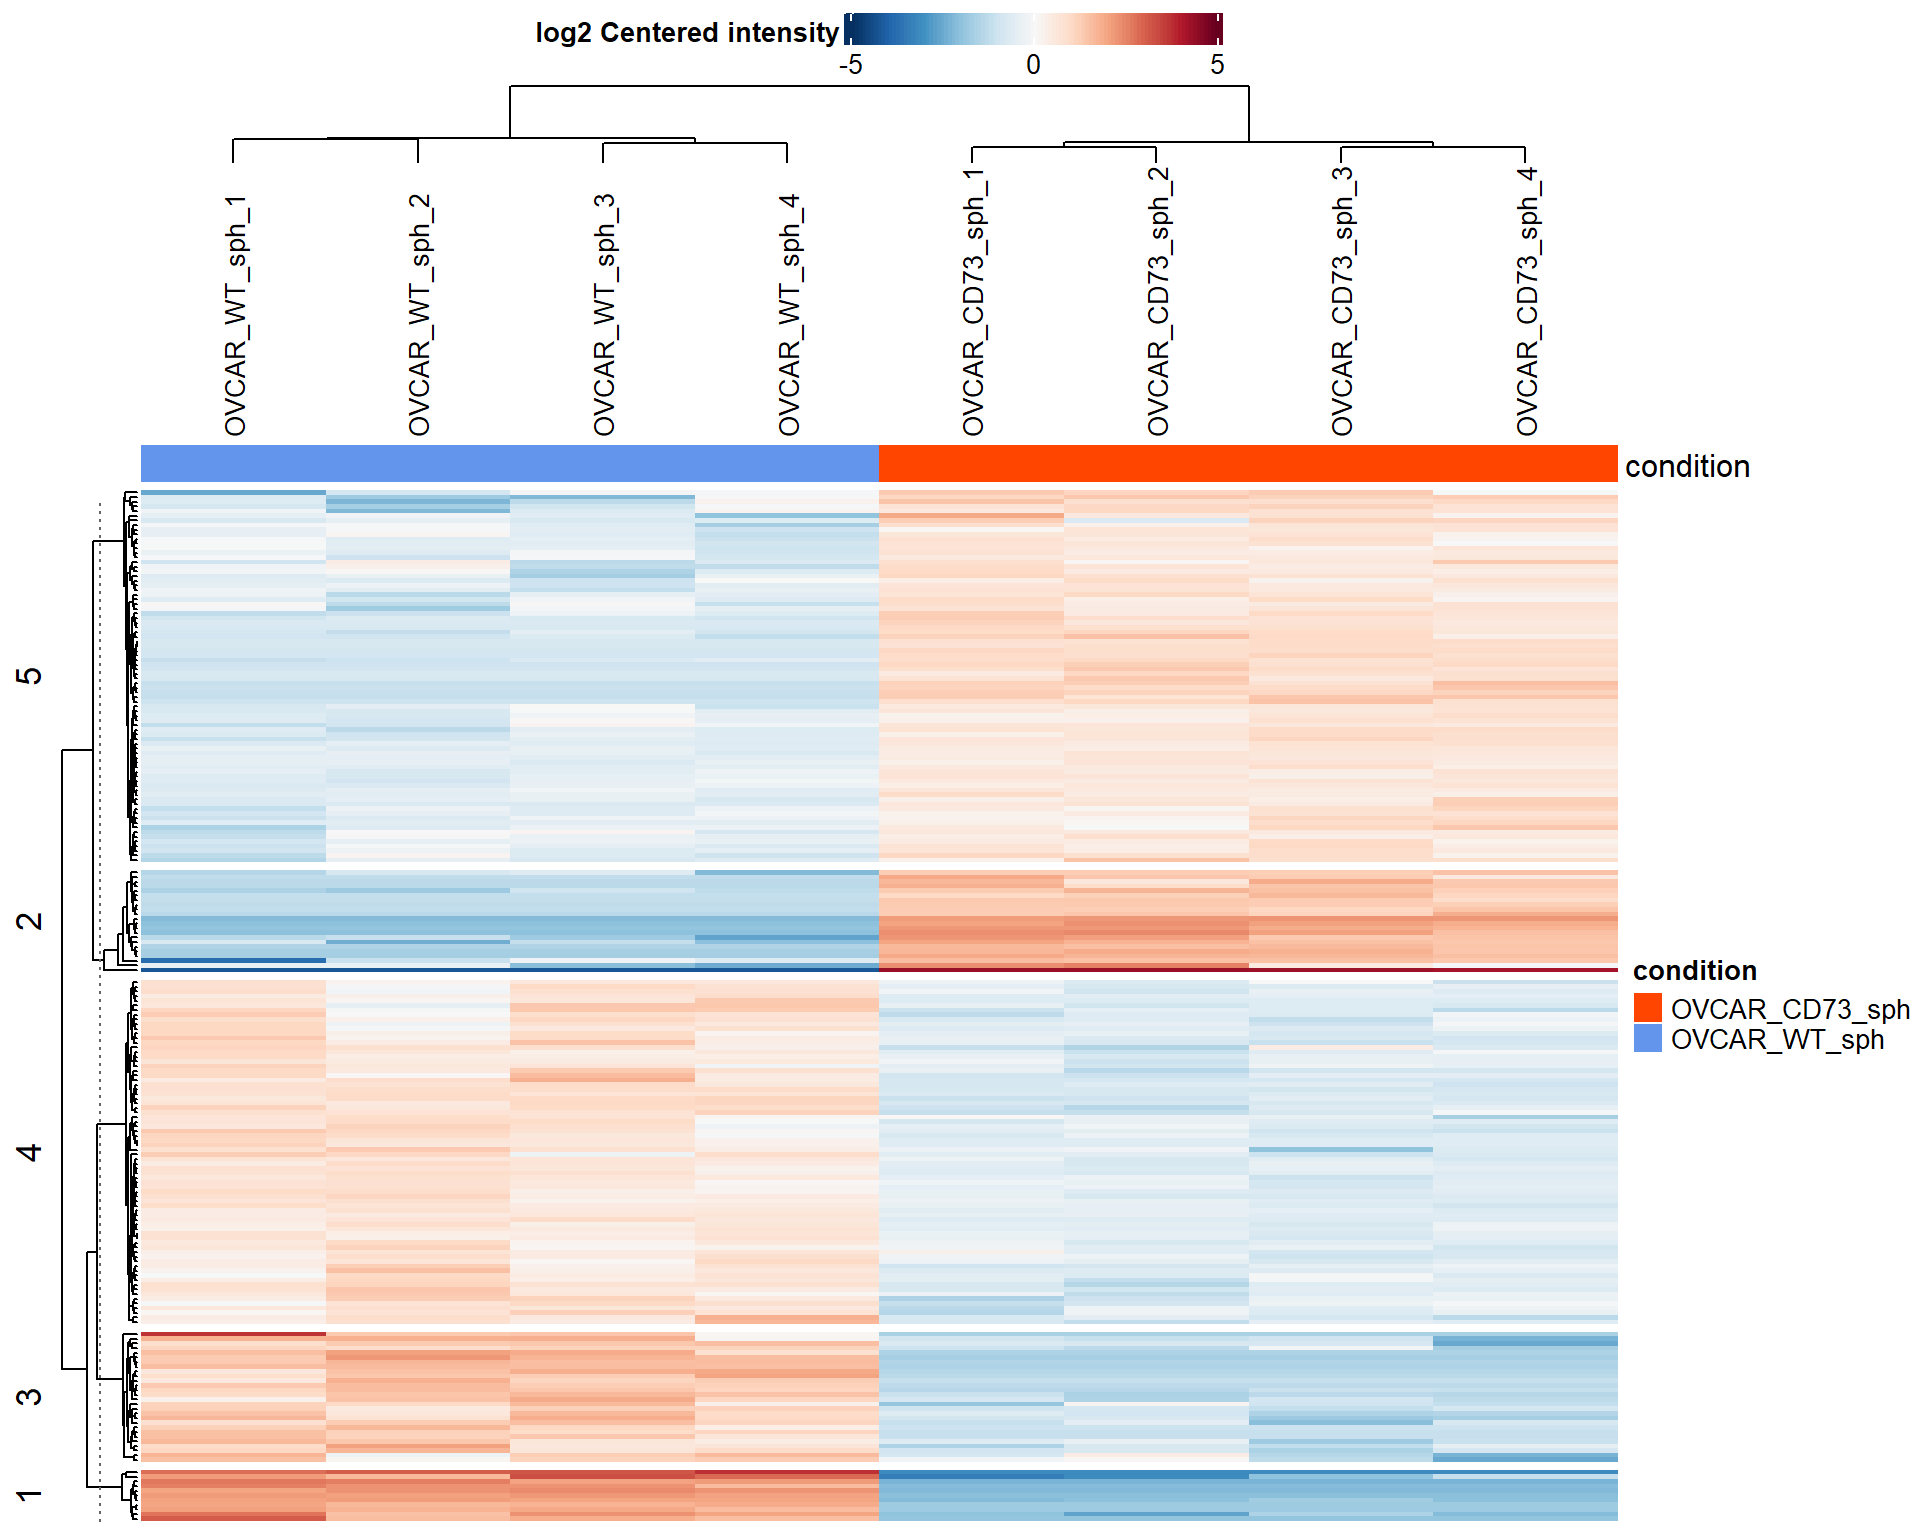 log2 Centered intensity
-5 0 5
OVCAR_WT_sph_1
OVCAR_WT_sph_2
OVCAR_WT_sph_3
OVCAR_WT_sph_4
OVCAR_CD73_sph_1
OVCAR_CD73_sph_2
OVCAR_CD73_sph_3
OVCAR_CD73_sph_4
condition
5
2
4
3
1
condition
OVCAR_CD73_sph
OVCAR_WT_sph